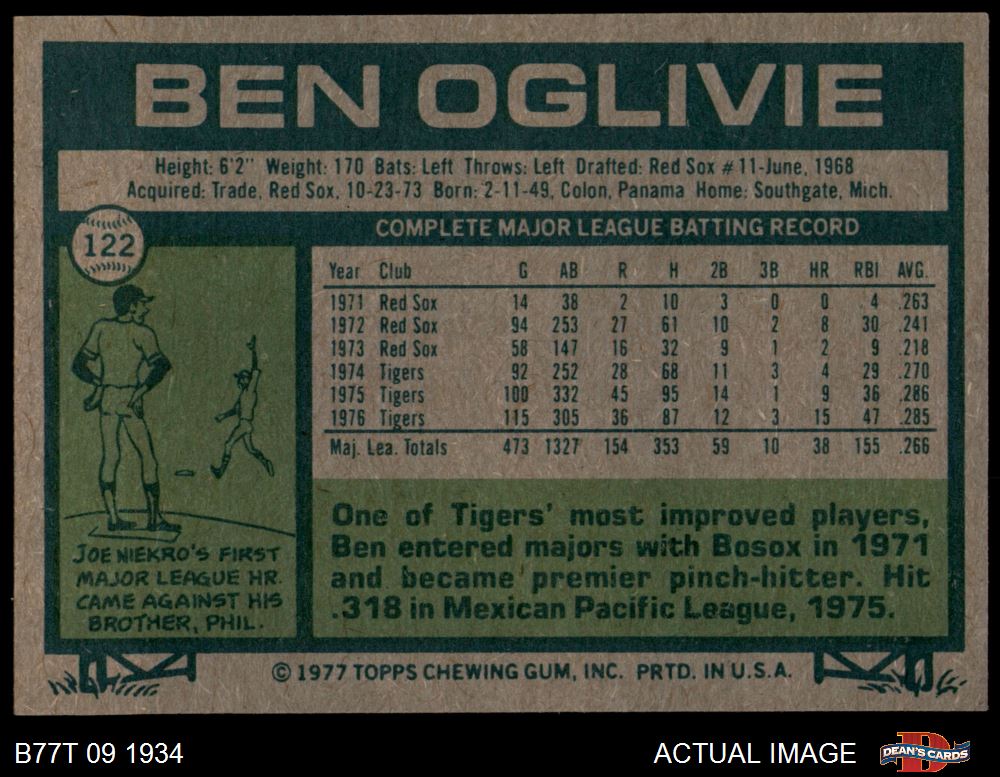 BEN OGLIVIE
Height: 6'2" Weight: 170 Bats: Left Throws: Left Drafted: Red Sox #11-June, 1968
Acquired: Trade, Red Sox, 10-23-73 Born: 2-11-49, Colon, Panama Home: Southgate, Mich.
122
COMPLETE MAJOR LEAGUE BATTING RECORD
Year Club G AB R H 2B 3B HR RBI AVG.
1971 Red Sox 14 38 2 10 3 0 0 4 .263
1972 Red Sox 94 253 27 61 10 2 8 30 .241
1973 Red Sox 58 147 16 32 9 1 2 9 .218
1974 Tigers 92 252 28 68 11 3 4 29 .270
1975 Tigers 100 332 45 95 14 1 9 36 .286
1976 Tigers 115 305 36 87 12 3 15 47 .285
Maj. Lea. Totals 473 1327 154 353 59 10 38 155 .266
JOE NIEKRO'S FIRST
MAJOR LEAGUE HR.
CAME AGAINST HIS
BROTHER, PHIL.
One of Tigers' most improved players,
Ben entered majors with Bosox in 1971
and became premier pinch-hitter. Hit
.318 in Mexican Pacific League, 1975.
© 1977 TOPPS CHEWING GUM, INC. PRTD. IN U.S.A.
B77T 09 1934
ACTUAL IMAGE
D
DEAN'S CARDS